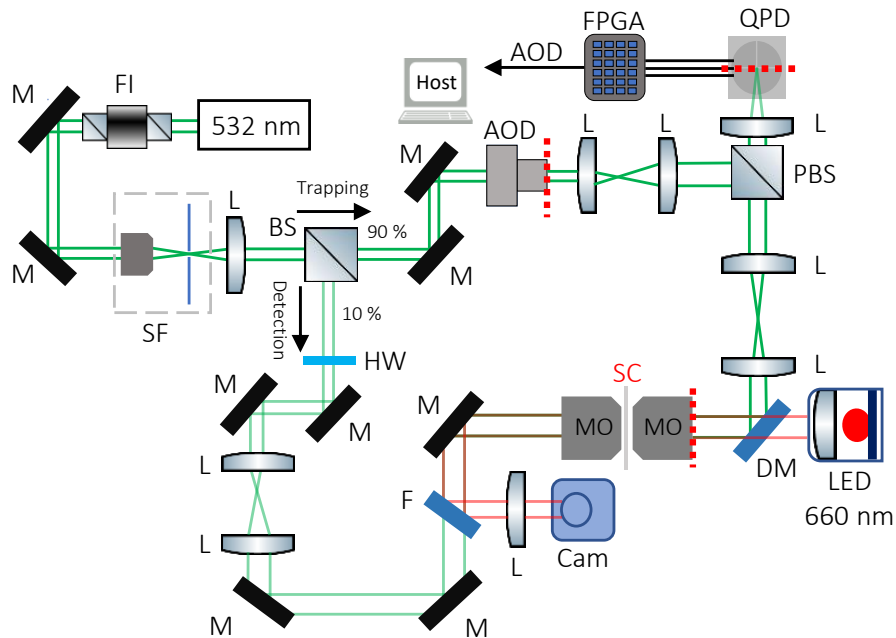 FPGA
QPD
AOD
FI
M
Host
532 nm
AOD
L
L
M
L
Trapping
PBS
BS
90 %
M
M
L
SF
Detection
10 %
HW
L
M
SC
M
M
MO
MO
DM
LED
660 nm
L
F
Cam
L
L
M
M